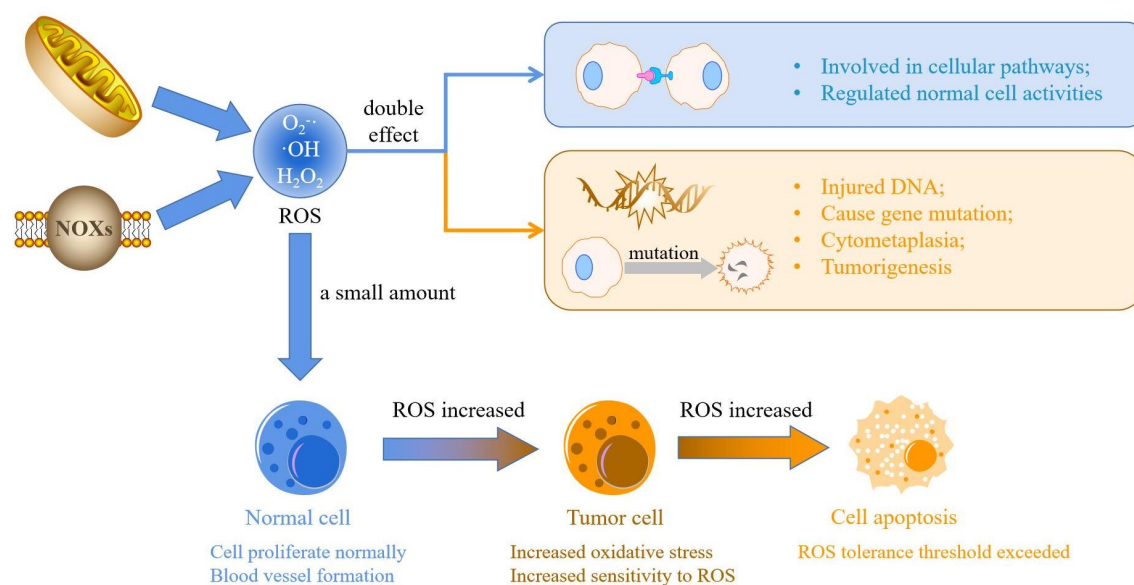 O₂⁻·
·OH
H₂O₂
ROS
NOXs
double
effect
• Involved in cellular pathways;
• Regulated normal cell activities
• Injured DNA;
• Cause gene mutation;
• Cytometaplasia;
• Tumorigenesis
mutation
a small amount
ROS increased
ROS increased
Normal cell
Cell proliferate normally
Blood vessel formation
Tumor cell
Increased oxidative stress
Increased sensitivity to ROS
Cell apoptosis
ROS tolerance threshold exceeded